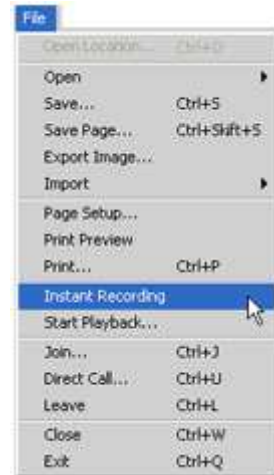 File
Open Location... Ctrl+O
Open
Save... Ctrl+S
Save Page... Ctrl+Skift+S
Export Image...
Import
Page Setup...
Print Preview
Print... Ctrl+P
Instant Recording
Start Playback...
Join... Ctrl+J
Direct Call... Ctrl+U
Leave Ctrl+L
Close Ctrl+W
Exit Ctrl+Q